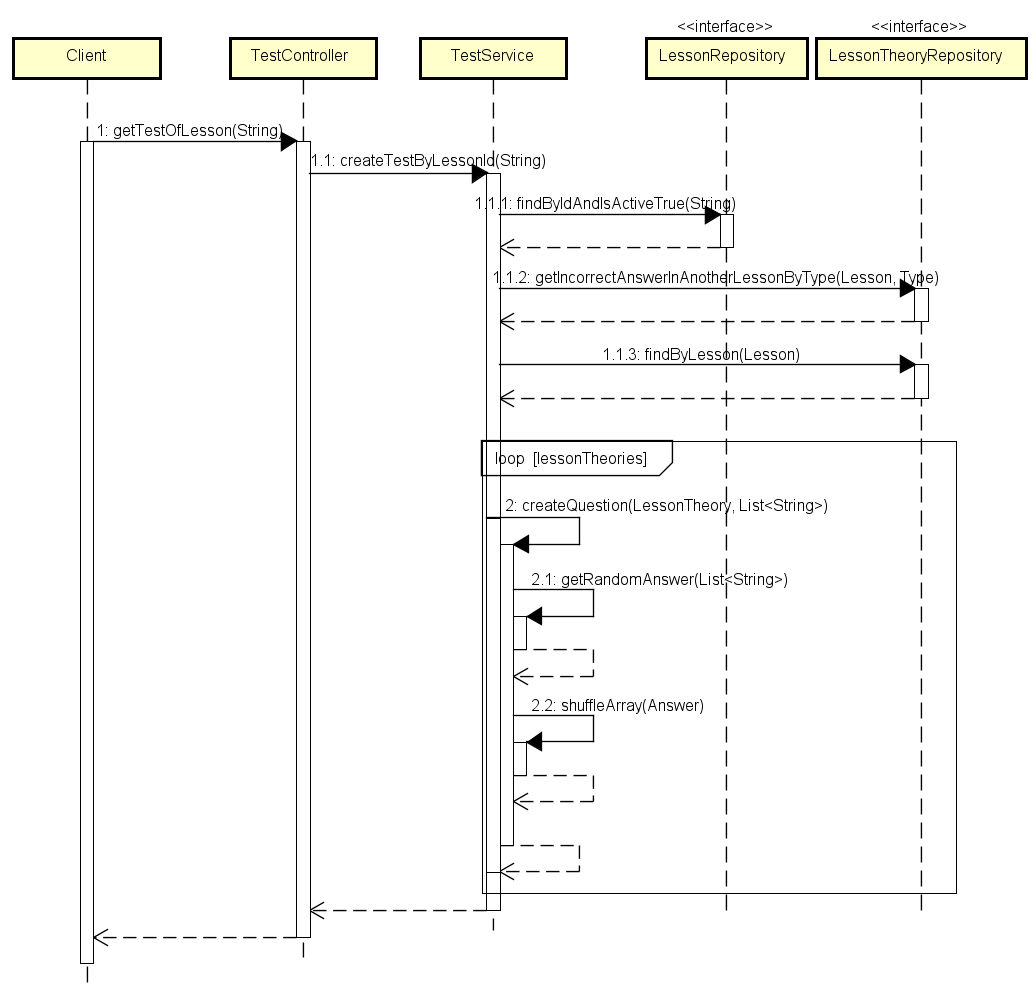 <<interface>>
<<interface>>
Client
TestController
TestService
LessonRepository
LessonTheoryRepository
1: getTestOfLesson(String)
1.1: createTestByLessonId(String)
1.1.1: findByIdAndIsActiveTrue(String)
1.1.2: getIncorrectAnswerInAnotherLessonByType(Lesson, Type)
1.1.3: findByLesson(Lesson)
loop [lessonTheories]
2: createQuestion(LessonTheory, List<String>)
2.1: getRandomAnswer(List<String>)
2.2: shuffleArray(Answer)